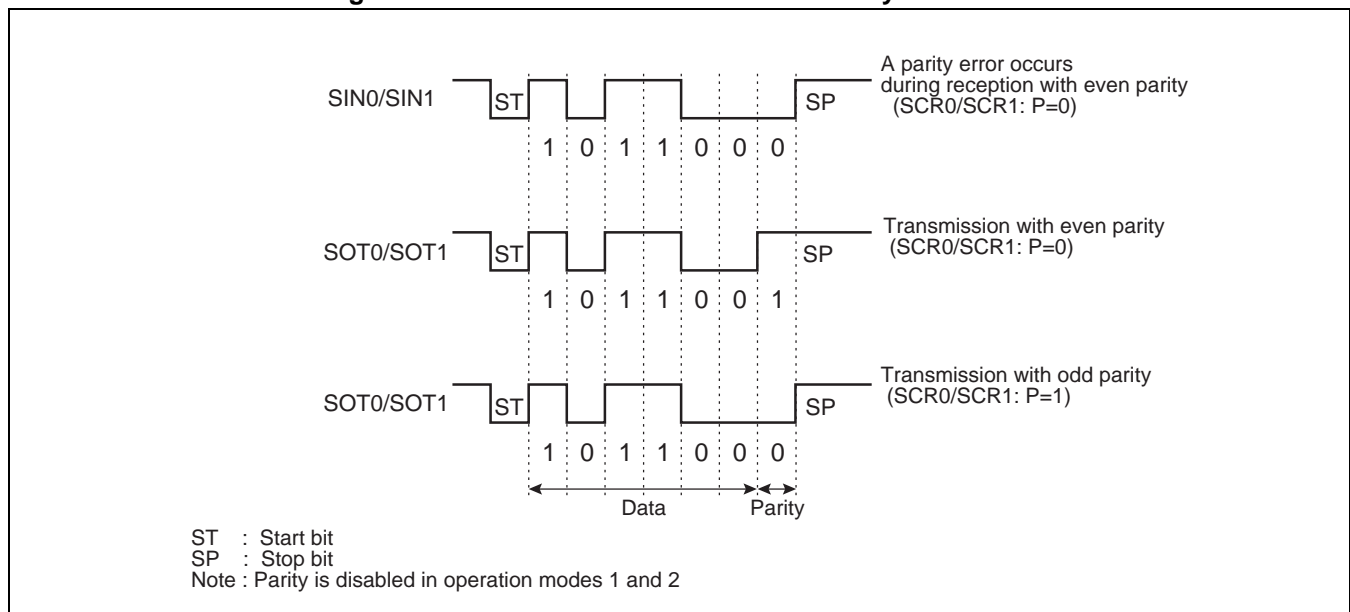 SIN0/SIN1
ST
SP
A parity error occurs
during reception with even parity
(SCR0/SCR1: P=0)
1 0 1 1 0 0 0
SOT0/SOT1
ST
SP
Transmission with even parity
(SCR0/SCR1: P=0)
1 0 1 1 0 0 1
SOT0/SOT1
ST
SP
Transmission with odd parity
(SCR0/SCR1: P=1)
1 0 1 1 0 0 0
Data
Parity
ST : Start bit
SP : Stop bit
Note : Parity is disabled in operation modes 1 and 2